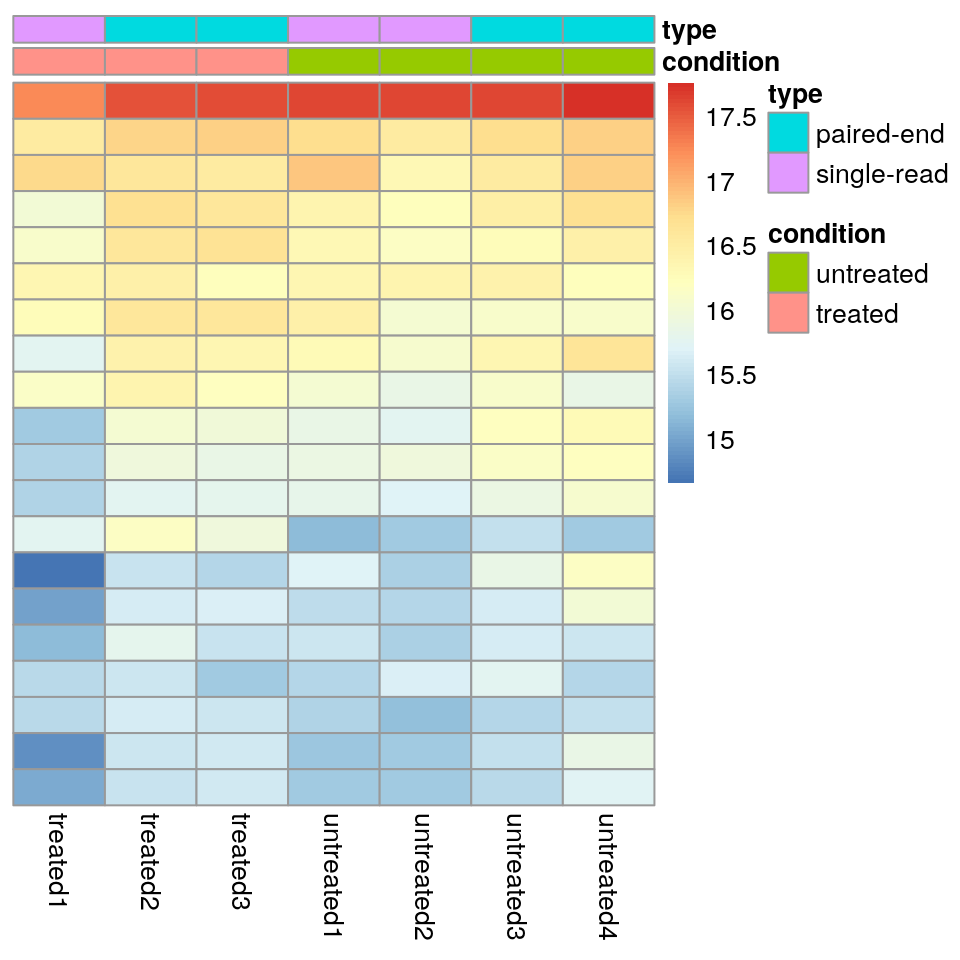 type
condition
17.5
17
16.5
16
15.5
15
type
paired-end
single-read
condition
untreated
treated
treated1
treated2
treated3
untreated1
untreated2
untreated3
untreated4